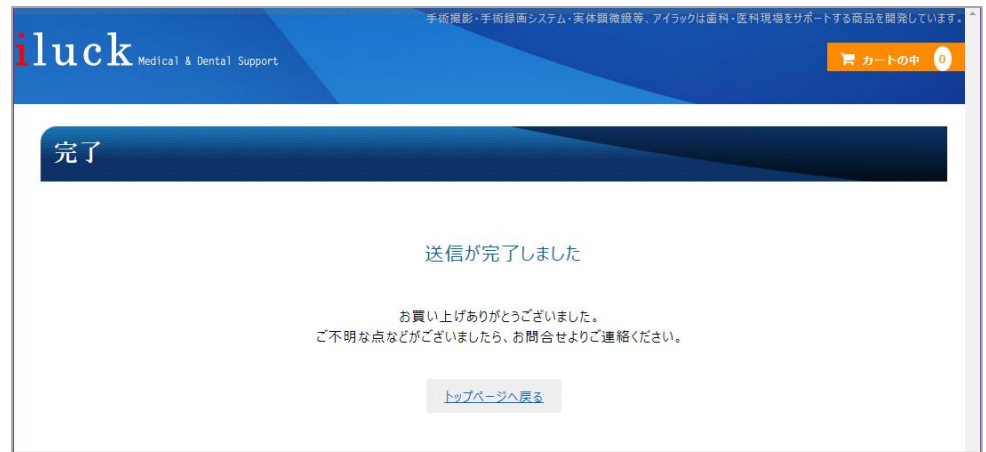 手術撮影・手術録画システム・実体顕微鏡等、アイラックは歯科・医科現場をサポートする商品を開発しています。
iluck Medical & Dental Support
カートの中 0
完了
送信が完了しました
お買い上げありがとうございました。
ご不明な点などがございましたら、お問合せよりご連絡ください。
トップページへ戻る